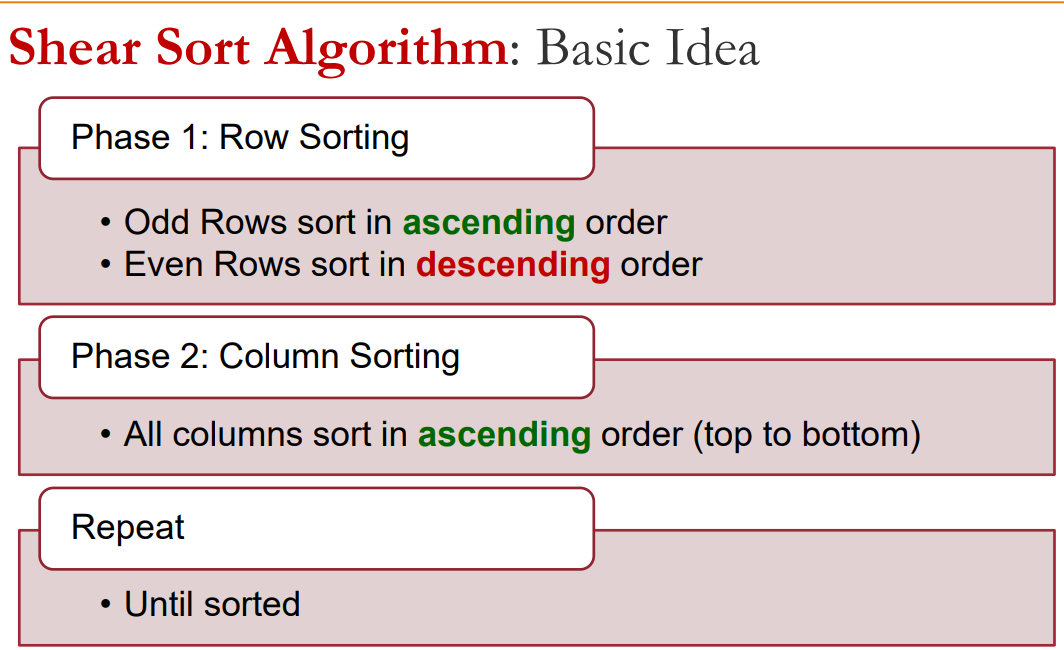 Shear Sort Algorithm: Basic Idea
Phase 1: Row Sorting
• Odd Rows sort in ascending order
• Even Rows sort in descending order
Phase 2: Column Sorting
• All columns sort in ascending order (top to bottom)
Repeat
• Until sorted